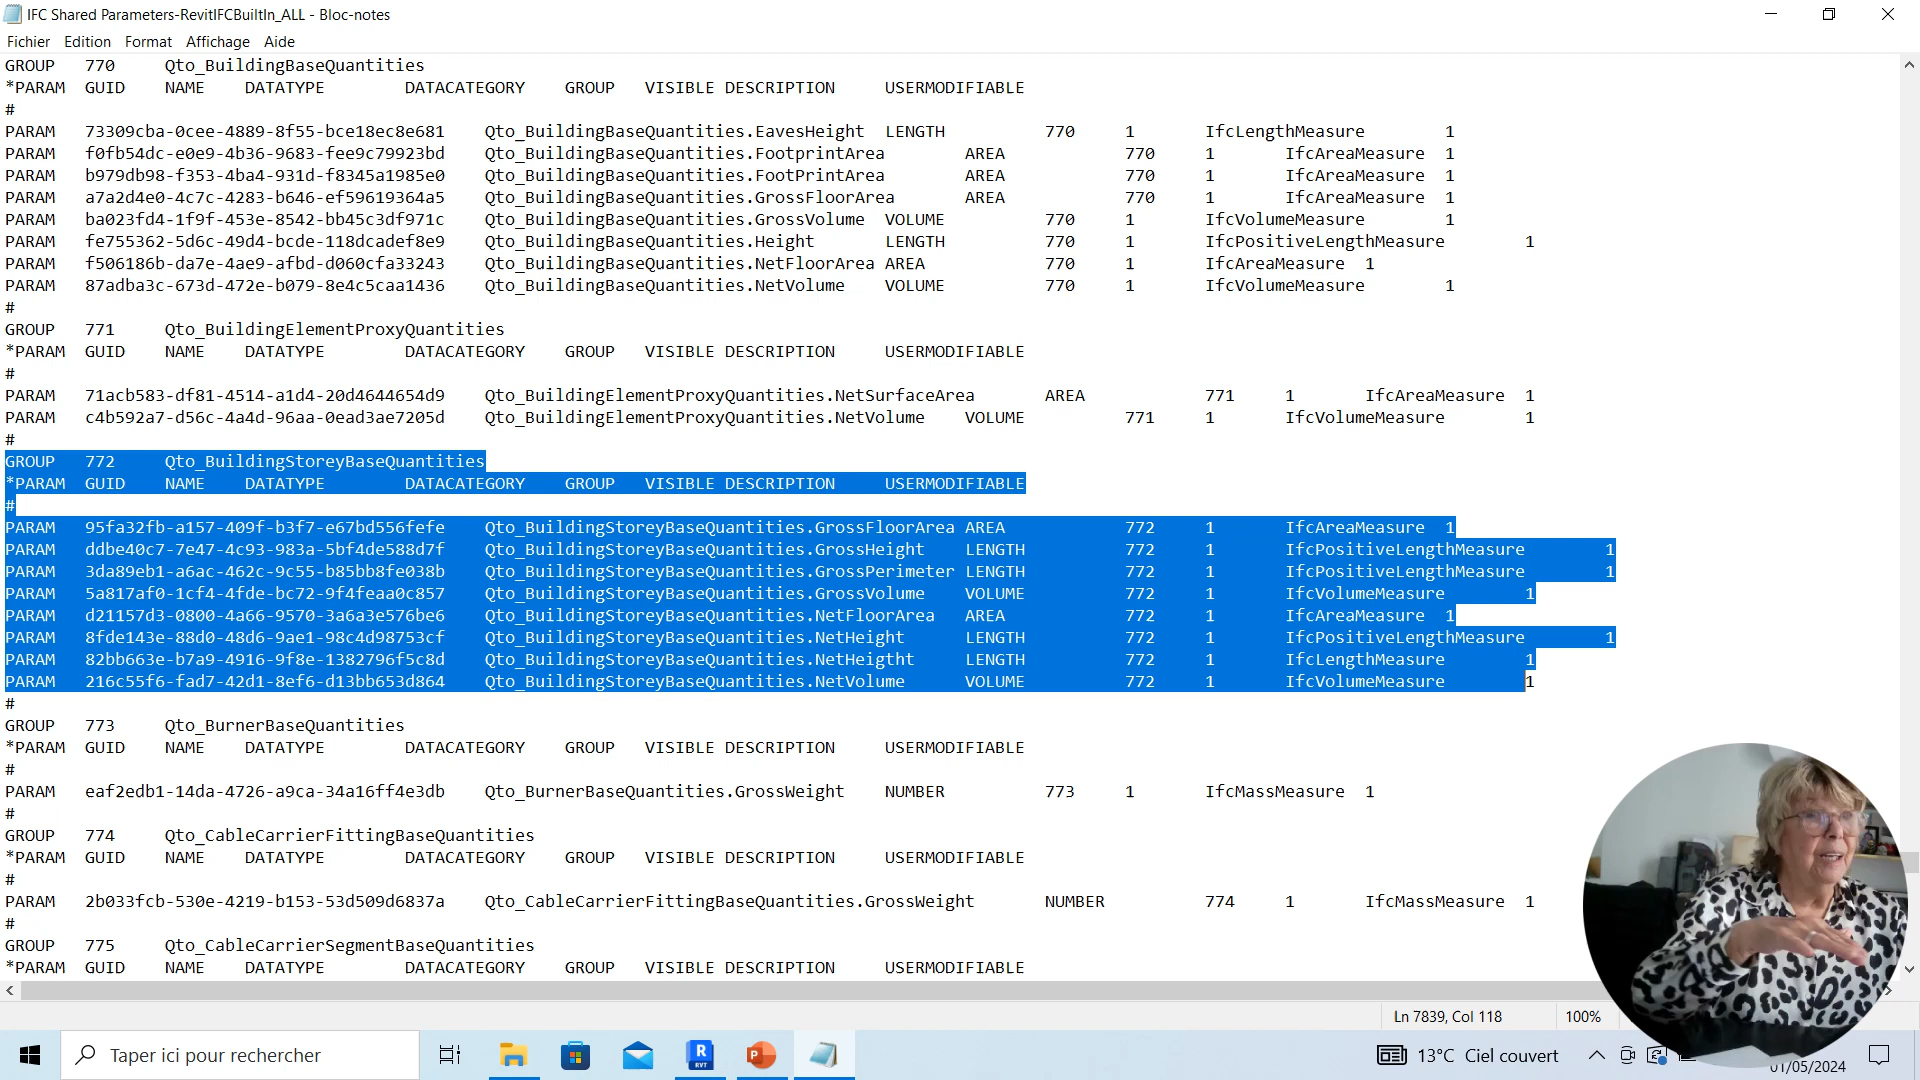 IFC Shared Parameters-RevitIFCBuiltIn_ALL - Bloc-notes
Fichier Edition Format Affichage Aide
GROUP 770 Qto_BuildingBaseQuantities
*PARAM GUID NAME DATATYPE DATACATEGORY GROUP VISIBLE DESCRIPTION USERMODIFIABLE
#
PARAM 73309cba-0cee-4889-8f55-bce18ec8e681 Qto_BuildingBaseQuantities.EavesHeight LENGTH 770 1 IfcLengthMeasure 1
PARAM f0fb54dc-e0e9-4b36-9683-fee9c79923bd Qto_BuildingBaseQuantities.FootprintArea AREA 770 1 IfcAreaMeasure 1
PARAM b979db98-f353-4ba4-931d-f8345a1985e0 Qto_BuildingBaseQuantities.FootPrintArea AREA 770 1 IfcAreaMeasure 1
PARAM a7a2d4e0-4c7c-4283-b646-ef59619364a5 Qto_BuildingBaseQuantities.GrossFloorArea AREA 770 1 IfcAreaMeasure 1
PARAM ba023fd4-1f9f-453e-8542-bb45c3df971c Qto_BuildingBaseQuantities.GrossVolume VOLUME 770 1 IfcVolumeMeasure 1
PARAM fe755362-5d6c-49d4-bcde-118dcadef8e9 Qto_BuildingBaseQuantities.Height LENGTH 770 1 IfcPositiveLengthMeasure 1
PARAM f506186b-da7e-4ae9-afbd-d060cfa33243 Qto_BuildingBaseQuantities.NetFloorArea AREA 770 1 IfcAreaMeasure 1
PARAM 87adba3c-673d-472e-b079-8e4c5caa1436 Qto_BuildingBaseQuantities.NetVolume VOLUME 770 1 IfcVolumeMeasure 1
#
GROUP 771 Qto_BuildingElementProxyQuantities
*PARAM GUID NAME DATATYPE DATACATEGORY GROUP VISIBLE DESCRIPTION USERMODIFIABLE
#
PARAM 71acb583-df81-4514-a1d4-20d4644654d9 Qto_BuildingElementProxyQuantities.NetSurfaceArea AREA 771 1 IfcAreaMeasure 1
PARAM c4b592a7-d56c-4a4d-96aa-0ead3ae7205d Qto_BuildingElementProxyQuantities.NetVolume VOLUME 771 1 IfcVolumeMeasure 1
#
GROUP 772 Qto_BuildingStoreyBaseQuantities
*PARAM GUID NAME DATATYPE DATACATEGORY GROUP VISIBLE DESCRIPTION USERMODIFIABLE
#
PARAM 95fa32fb-a157-409f-b3f7-e67bd556fefe Qto_BuildingStoreyBaseQuantities.GrossFloorArea AREA 772 1 IfcAreaMeasure 1
PARAM ddbe40c7-7e47-4c93-983a-5bf4de588d7f Qto_BuildingStoreyBaseQuantities.GrossHeight LENGTH 772 1 IfcPositiveLengthMeasure 1
PARAM 3da89eb1-a6ac-462c-9c55-b85bb8fe038b Qto_BuildingStoreyBaseQuantities.GrossPerimeter LENGTH 772 1 IfcPositiveLengthMeasure 1
PARAM 5a817af0-1cf4-4fde-bc72-9f4feaa0c857 Qto_BuildingStoreyBaseQuantities.GrossVolume VOLUME 772 1 IfcVolumeMeasure 1
PARAM d21157d3-0800-4a66-9570-3a6a3e576be6 Qto_BuildingStoreyBaseQuantities.NetFloorArea AREA 772 1 IfcAreaMeasure 1
PARAM 8fde143e-88d0-48d6-9ae1-98c4d98753cf Qto_BuildingStoreyBaseQuantities.NetHeight LENGTH 772 1 IfcPositiveLengthMeasure 1
PARAM 82bb663e-b7a9-4916-9f8e-1382796f5c8d Qto_BuildingStoreyBaseQuantities.NetHeigtht LENGTH 772 1 IfcLengthMeasure 1
PARAM 216c55f6-fad7-42d1-8ef6-d13bb653d864 Qto_BuildingStoreyBaseQuantities.NetVolume VOLUME 772 1 IfcVolumeMeasure 1
#
GROUP 773 Qto_BurnerBaseQuantities
*PARAM GUID NAME DATATYPE DATACATEGORY GROUP VISIBLE DESCRIPTION USERMODIFIABLE
#
PARAM eaf2edb1-14da-4726-a9ca-34a16ff4e3db Qto_BurnerBaseQuantities.GrossWeight NUMBER 773 1 IfcMassMeasure 1
#
GROUP 774 Qto_CableCarrierFittingBaseQuantities
*PARAM GUID NAME DATATYPE DATACATEGORY GROUP VISIBLE DESCRIPTION USERMODIFIABLE
#
PARAM 2b033fcb-530e-4219-b153-53d509d6837a Qto_CableCarrierFittingBaseQuantities.GrossWeight NUMBER 774 1 IfcMassMeasure 1
#
GROUP 775 Qto_CableCarrierSegmentBaseQuantities
*PARAM GUID NAME DATATYPE DATACATEGORY GROUP VISIBLE DESCRIPTION USERMODIFIABLE
Ln 7839, Col 118 100%
Taper ici pour rechercher
R
RVT
P
13°C Ciel couvert
01/05/2024